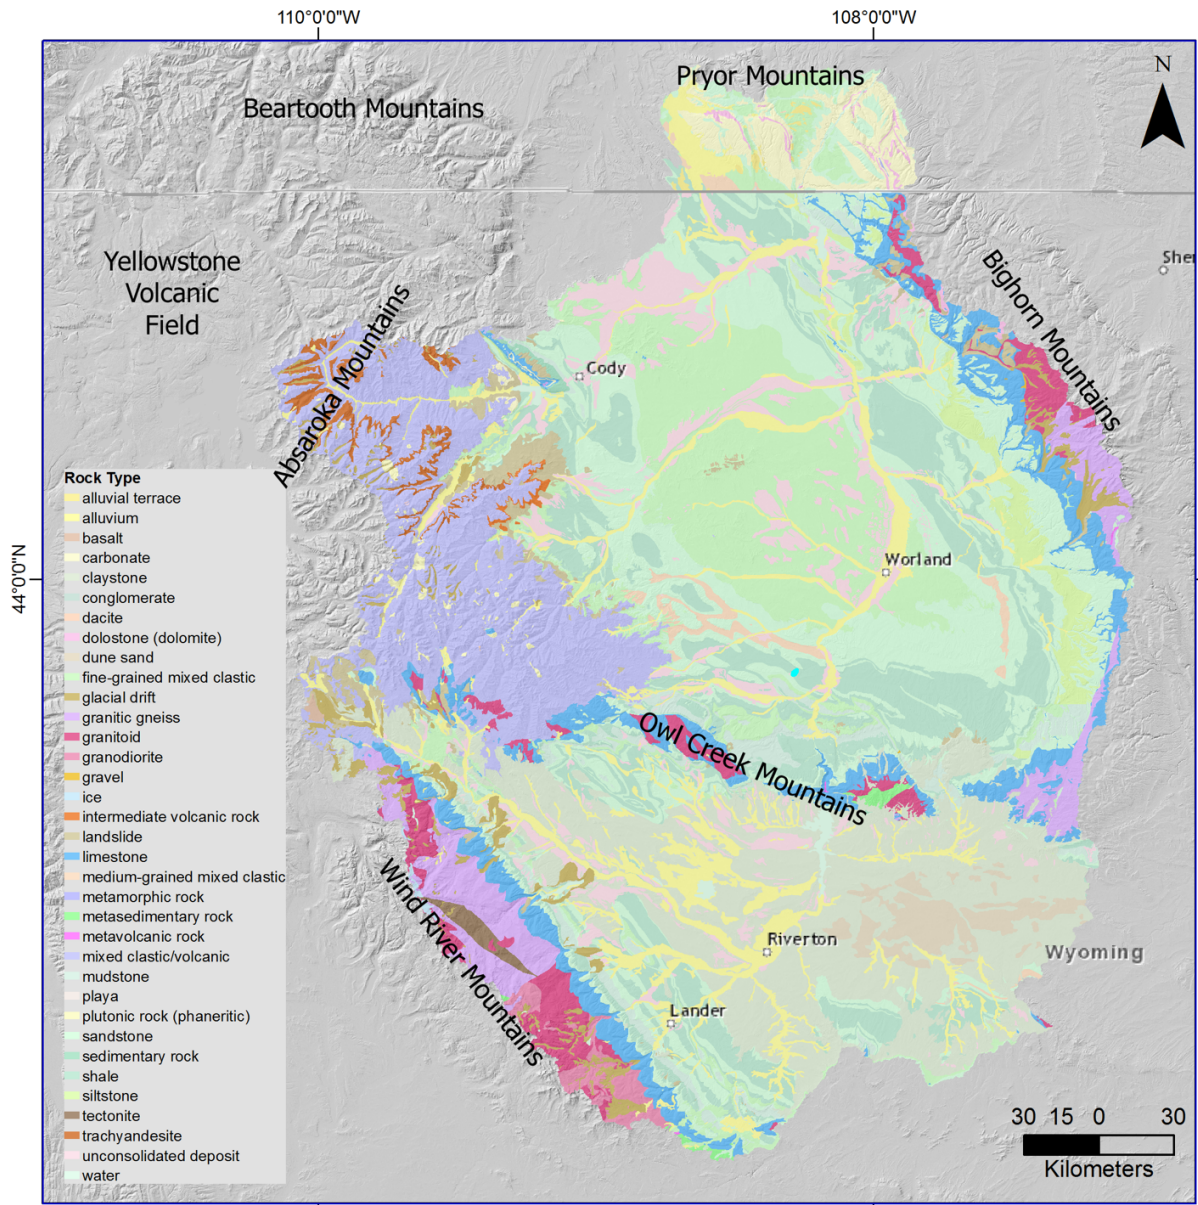 110°0'0"W
108°0'0"W
Pryor Mountains
N
Beartooth Mountains
Yellowstone
Volcanic
Field
Bighorn Mountains
Sher
Absaroka Mountains
Cody
Rock Type
alluvial terrace
alluvium
basalt
carbonate
claystone
conglomerate
dacite
dolostone (dolomite)
dune sand
fine-grained mixed clastic
glacial drift
granitic gneiss
granitoid
granodiorite
gravel
ice
intermediate volcanic rock
landslide
limestone
medium-grained mixed clastic
metamorphic rock
metasedimentary rock
metavolcanic rock
mixed clastic/volcanic
mudstone
playa
plutonic rock (phaneritic)
sandstone
sedimentary rock
shale
siltstone
tectonite
trachyandesite
unconsolidated deposit
water
44°0'0"N
Worland
Owl Creek Mountains
Wind River Mountains
Riverton
Wyoming
Lander
30 15 0 30
Kilometers